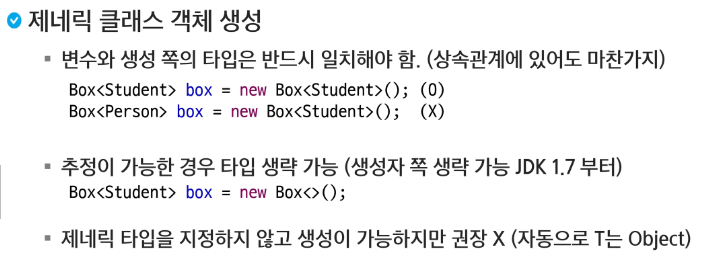 제네릭 클래스 객체 생성
▪ 변수와 생성 쪽의 타입은 반드시 일치해야 함. (상속관계에 있어도 마찬가지)
Box<Student> box = new Box<Student>(); (O)
Box<Person> box = new Box<Student>(); (X)
▪ 추정이 가능한 경우 타입 생략 가능 (생성자 쪽 생략 가능 JDK 1.7 부터)
Box<Student> box = new Box<>();
▪ 제네릭 타입을 지정하지 않고 생성이 가능하지만 권장 X (자동으로 T는 Object)